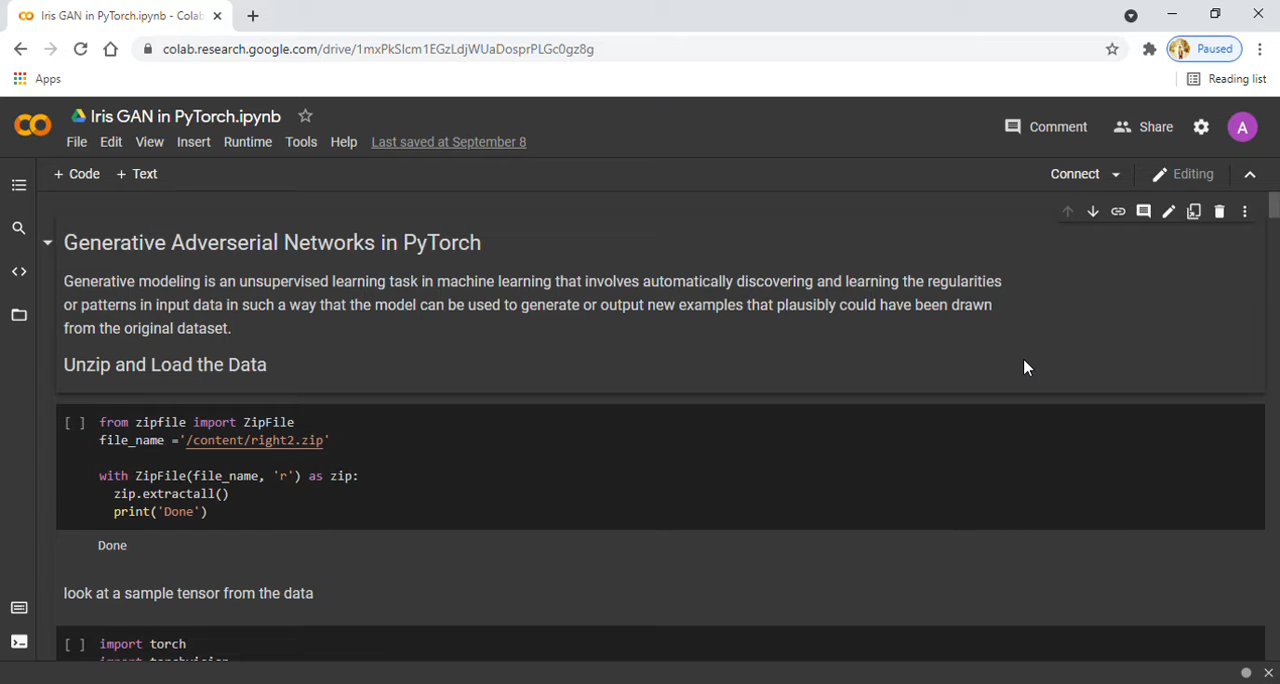 Iris GAN in PyTorch.ipynb - Colab
colab.research.google.com/drive/1mxPkSlcm1EGzLdjWUaDosprPLGc0gz8g
Paused
Apps
Reading list
Iris GAN in PyTorch.ipynb
Comment
Share
A
File Edit View Insert Runtime Tools Help Last saved at September 8
+ Code + Text
Connect
Editing
Generative Adverserial Networks in PyTorch
Generative modeling is an unsupervised learning task in machine learning that involves automatically discovering and learning the regularities
or patterns in input data in such a way that the model can be used to generate or output new examples that plausibly could have been drawn
from the original dataset.
Unzip and Load the Data
[ ] from zipfile import ZipFile
file_name ='/content/right2.zip'
with ZipFile(file_name, 'r') as zip:
zip.extractall()
print('Done')
Done
look at a sample tensor from the data
[ ] import torch
import torchvision